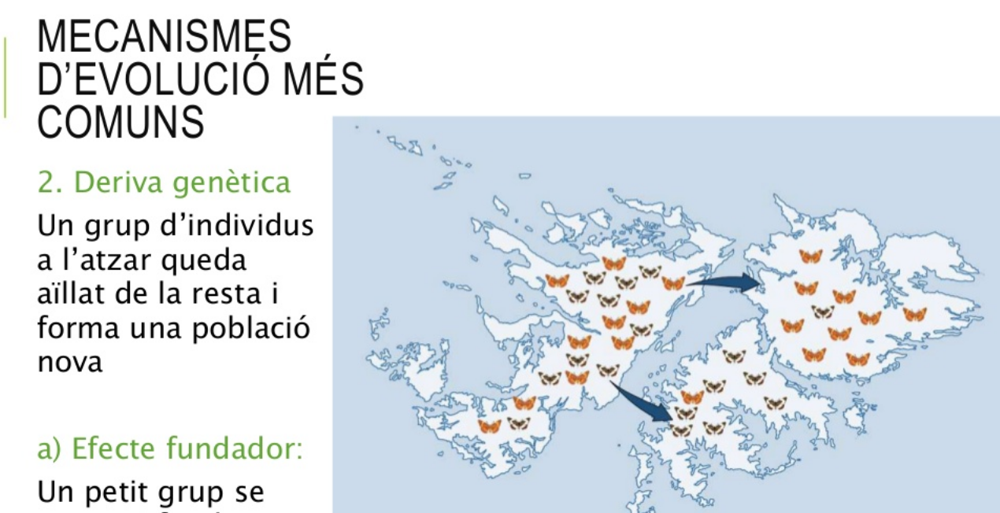 MECANISMES
D’EVOLUCIÓ MÉS
COMUNS
2. Deriva genètica
Un grup d’individus
a l’atzar queda
aïllat de la resta i
forma una població
nova
a) Efecte fundador:
Un petit grup se